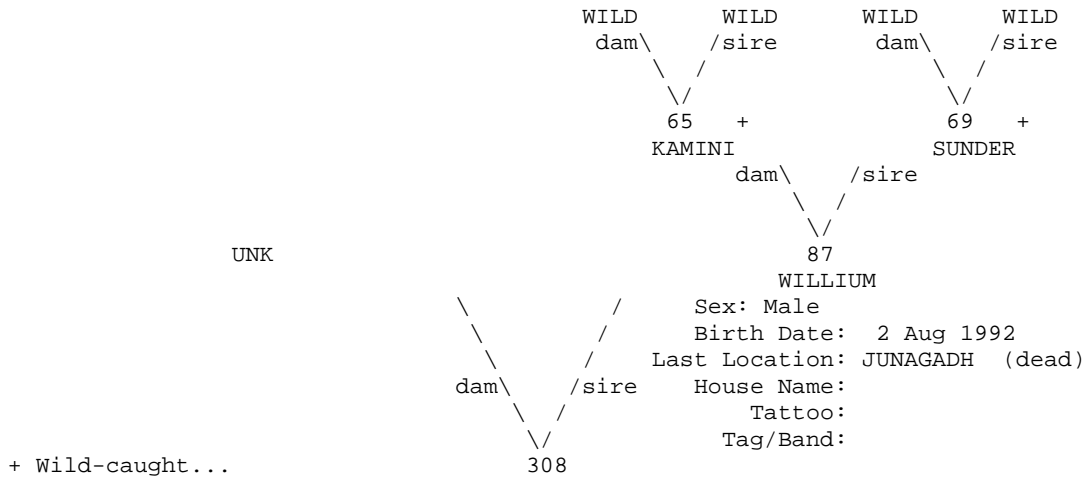 WILD WILD WILD WILD
dam\ /sire dam\ /sire
\ / \ /
\/ \/
65 + 69 +
KAMINI SUNDER
dam\ /sire
\ /
\/
UNK 87
WILLIUM
\ / Sex: Male
\ / Birth Date: 2 Aug 1992
\ / Last Location: JUNAGADH (dead)
dam\ /sire House Name:
\ / Tattoo:
\/ Tag/Band:
+ Wild-caught... 308